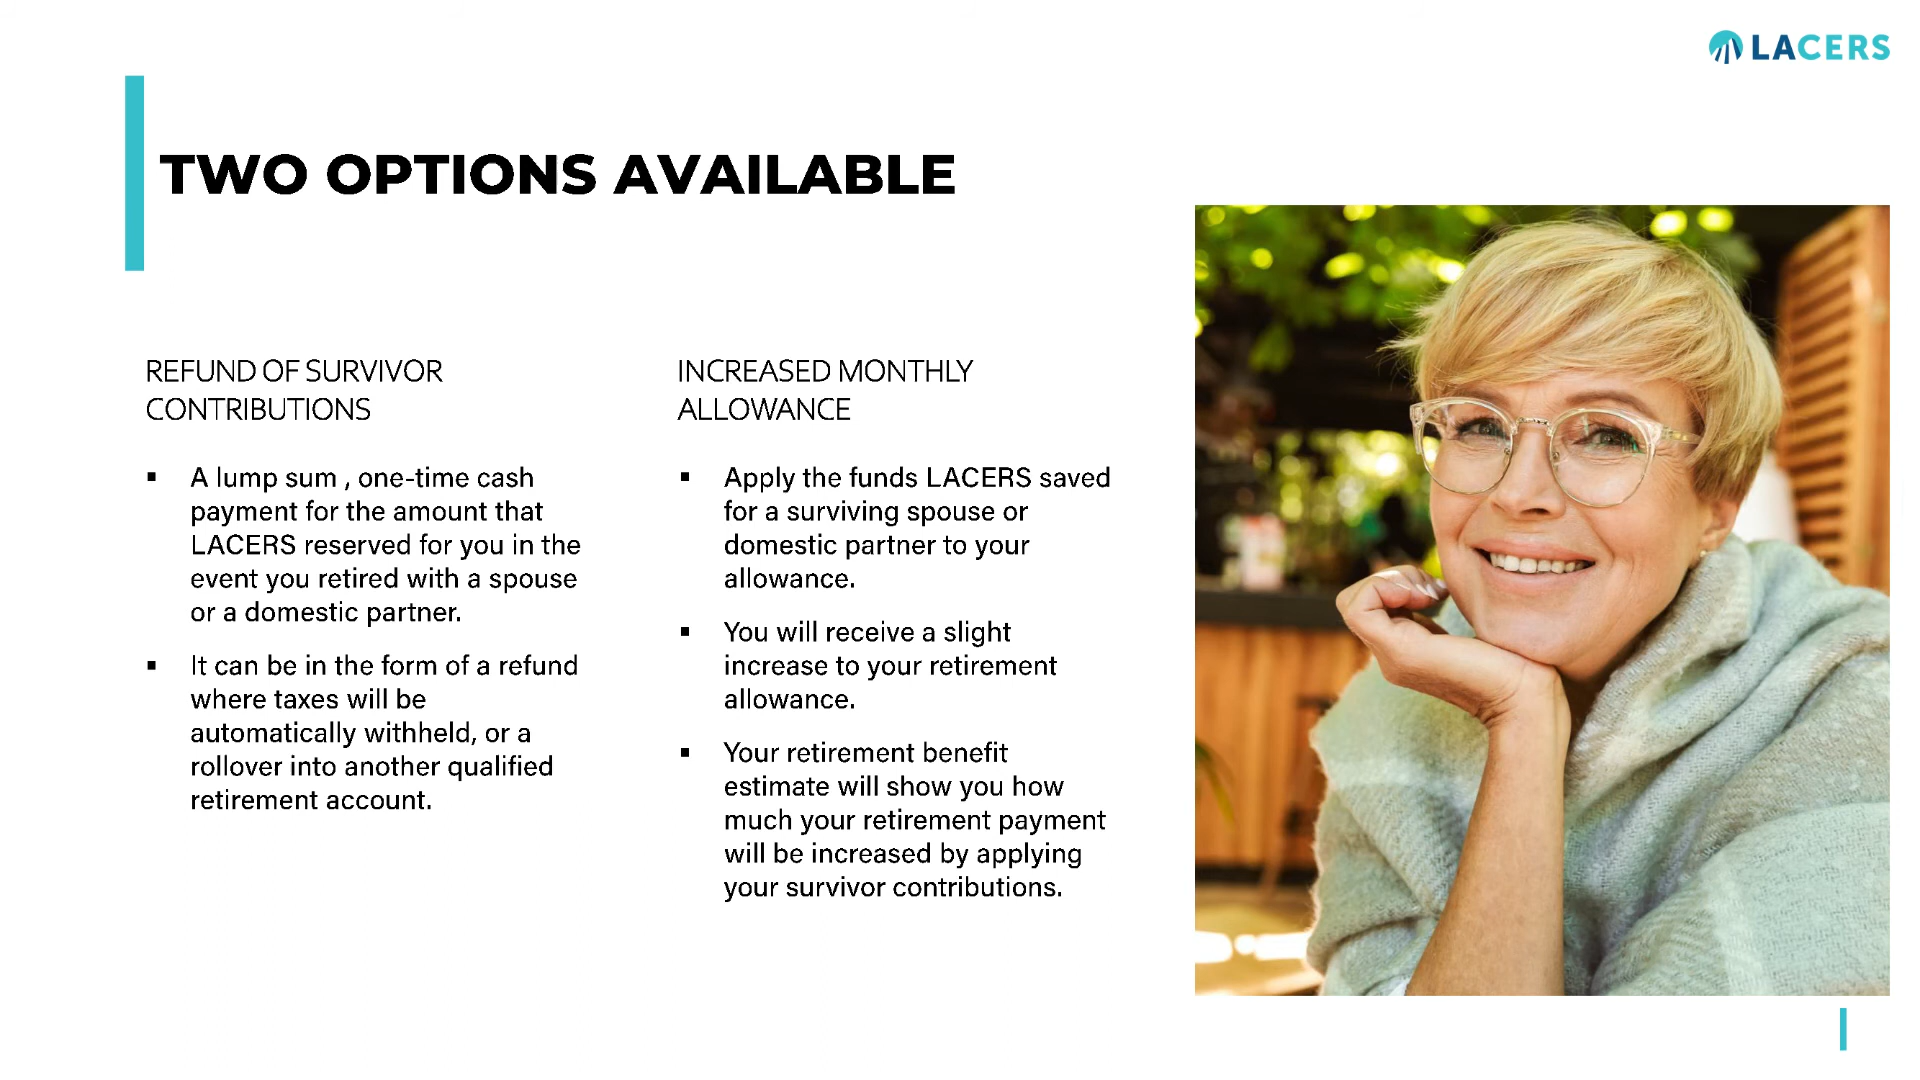 LACERS
TWO OPTIONS AVAILABLE
REFUND OF SURVIVOR
CONTRIBUTIONS
▪ A lump sum , one-time cash
payment for the amount that
LACERS reserved for you in the
event you retired with a spouse
or a domestic partner.
▪ It can be in the form of a refund
where taxes will be
automatically withheld, or a
rollover into another qualified
retirement account.
INCREASED MONTHLY
ALLOWANCE
▪ Apply the funds LACERS saved
for a surviving spouse or
domestic partner to your
allowance.
▪ You will receive a slight
increase to your retirement
allowance.
▪ Your retirement benefit
estimate will show you how
much your retirement payment
will be increased by applying
your survivor contributions.